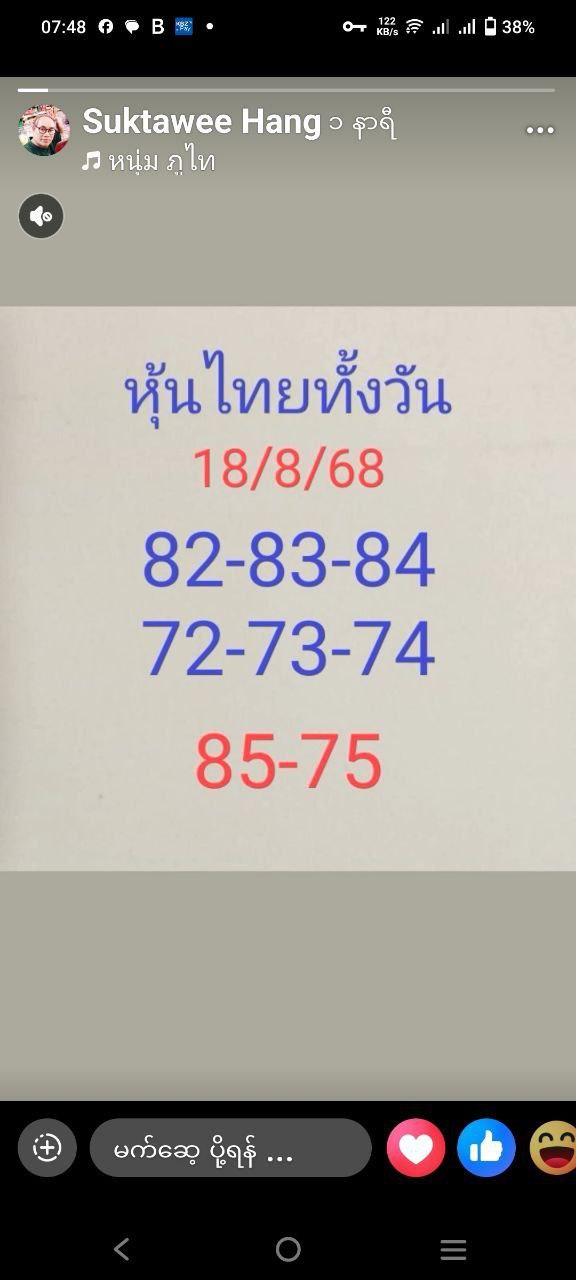 07:48
122 KB/s
38%
Suktawee Hang ၁ နာရီ
หนุ่ม ภูไท
หุ้นไทยทั้งวัน
18/8/68
82-83-84
72-73-74
85-75
မက်ဆေ့ ပို့ရန် ...